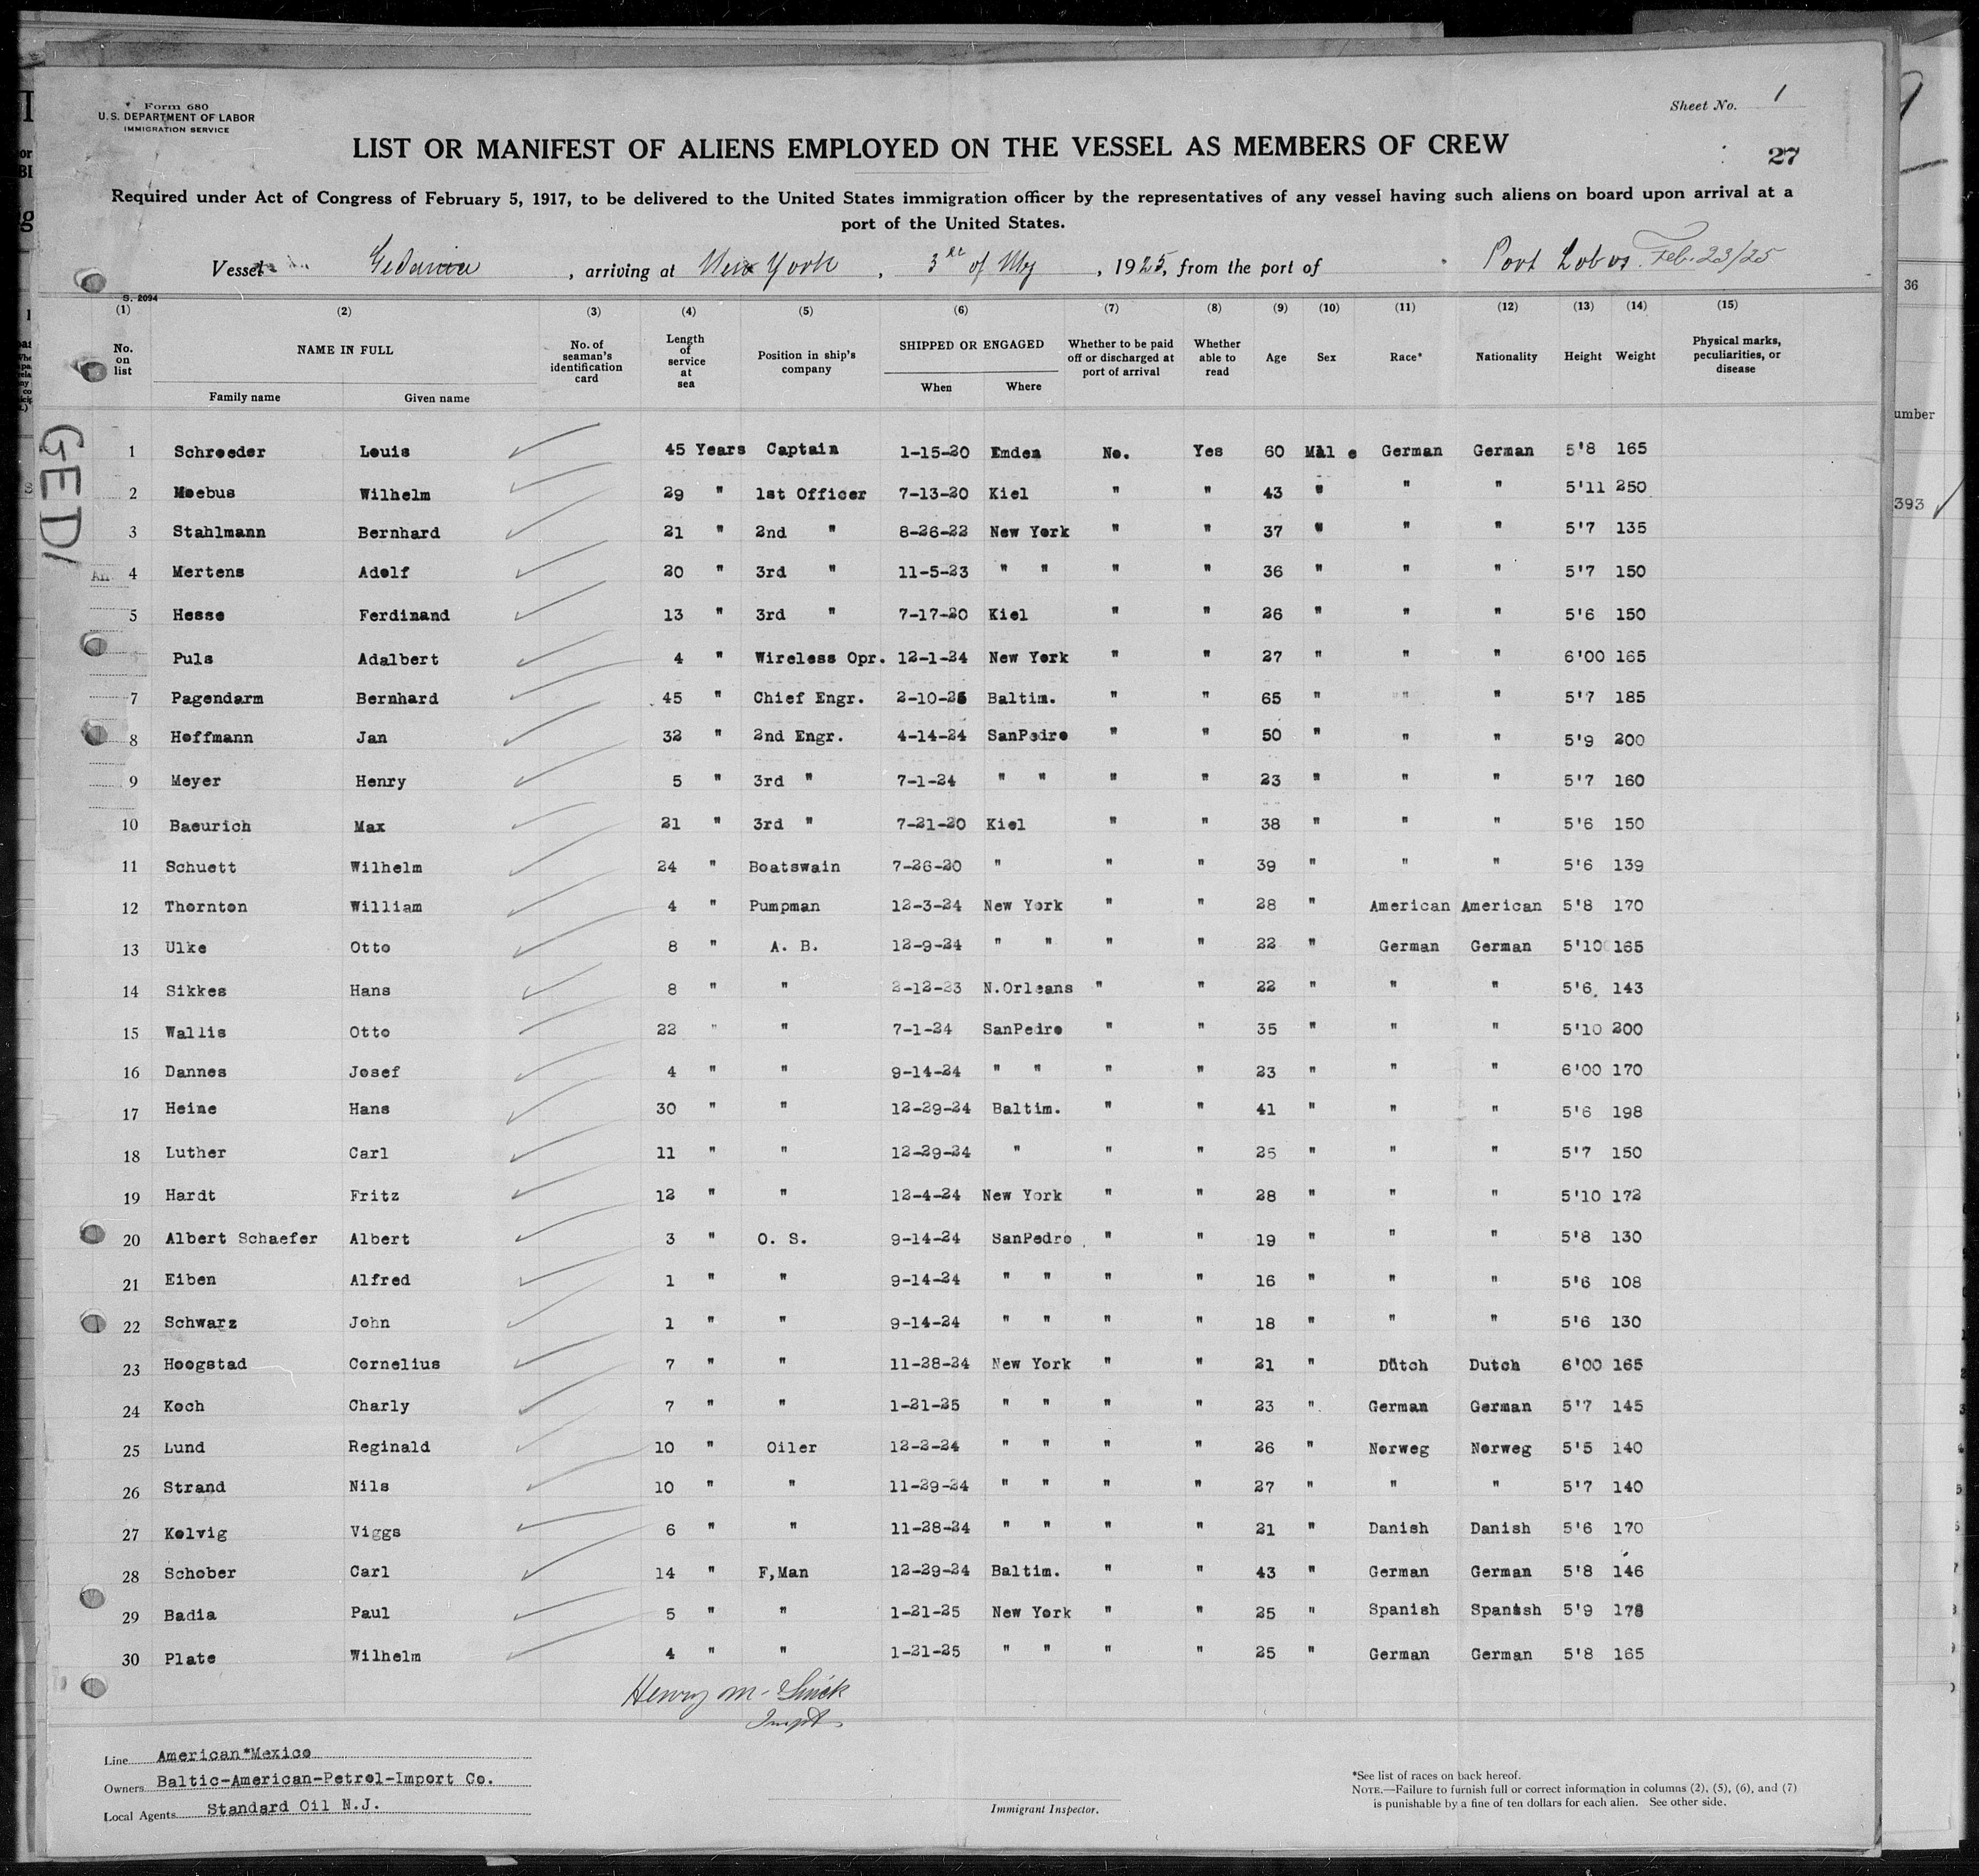 Form 680
U. S. DEPARTMENT OF LABOR
IMMIGRATION SERVICE
Sheet No. 1
LIST OR MANIFEST OF ALIENS EMPLOYED ON THE VESSEL AS MEMBERS OF CREW
27
Required under Act of Congress of February 5, 1917, to be delivered to the United States immigration officer by the representatives of any vessel having such aliens on board upon arrival at a
port of the United States.
Vessel Gedania, arriving at New York, 3 of, 1925, from the port of Port Lobos. Feb. 23/25
S. 2094
(1) (2) (3) (4) (5) (6) (7) (8) (9) (10) (11) (12) (13) (14) (15)
No. on list NAME IN FULL Family name Given name No. of seaman's identification card Length of service at sea Position in ship's company SHIPPED OR ENGAGED When Where Whether to be paid off or discharged at port of arrival Whether able to read Age Sex Race* Nationality Height Weight Physical marks, peculiarities, or disease
1 Schroeder Louis 45 Years Captain 1-15-20 Emden No. Yes 60 Mal e German German 5'8 165
2 Moebus Wilhelm 29 " 1st Officer 7-13-20 Kiel " " 43 " " " 5'11 250
3 Stahlmann Bernhard 21 " 2nd " 8-26-22 New York " " 37 " " " 5'7 135
4 Mertens Adolf 20 " 3rd " 11-5-23 " " " " 36 " " " 5'7 150
5 Hesse Ferdinand 13 " 3rd " 7-17-20 Kiel " " 26 " " " 5'6 150
Puls Adalbert 4 " Wireless Opr. 12-1-24 New York " " 27 " " " 6'00 165
7 Pagendarm Bernhard 45 " Chief Engr. 2-10-25 Baltim. " " 65 " " " 5'7 185
8 Hoffmann Jan 32 " 2nd Engr. 4-14-24 SanPedro " " 50 " " " 5'9 200
9 Meyer Henry 5 " 3rd " 7-1-24 " " " " 23 " " " 5'7 160
10 Baeurich Max 21 " 3rd " 7-21-20 Kiel " " 38 " " " 5'6 150
11 Schuett Wilhelm 24 " Boatswain 7-26-20 " " " 39 " " " 5'6 139
12 Thornton William 4 " Pumpman 12-3-24 New York " " 28 " American American 5'8 170
13 Ulke Otto 8 " A. B. 12-9-24 " " " " 22 " German German 5'10 165
14 Sikkes Hans 8 " " 2-12-23 N.Orleans " " 22 " " " 5'6. 143
15 Wallis Otto 22 " " 7-1-24 SanPedro " " 35 " " " 5'10 200
16 Dannes Josef 4 " " 9-14-24 " " " " 23 " " " 6'00 170
17 Heine Hans 30 " " 12-29-24 Baltim. " " 41 " " " 5'6 198
18 Luther Carl 11 " " 12-29-24 " " " 25 " " " 5'7 150
19 Hardt Fritz 12 " " 12-4-24 New York " " 28 " " " 5'10 172
20 Albert Schaefer Albert 3 " O. S. 9-14-24 SanPedro " " 19 " " " 5'8 130
21 Eiben Alfred 1 " " 9-14-24 " " " " 16 " " " 5'6 108
22 Schwarz John 1 " " 9-14-24 " " " " 18 " " " 5'6 130
23 Hoogstad Cornelius 7 " " 11-28-24 New York " " 21 " Dutch Dutch 6'00 165
24 Koch Charly 7 " " 1-21-25 " " " " 23 " German German 5'7 145
25 Lund Reginald 10 " Oiler 12-2-24 " " " " 26 " Norweg Norweg 5'5 140
26 Strand Nils 10 " " 11-29-24 " " " " 27 " " " 5'7 140
27 Kolvig Viggs 6 " " 11-28-24 " " " " 21 " Danish Danish 5'6 170
28 Schober Carl 14 " F,Man 12-29-24 Baltim. " " 43 " German German 5'8 146
29 Badia Paul 5 " " 1-21-25 New York " " 25 " Spanish Spanish 5'9 178
30 Plate Wilhelm 4 " " 1-21-25 " " " " 25 " German German 5'8 165
Henry M.
Line American*Mexico
Owners Baltic-American-Petrol-Import Co.
Local Agents Standard Oil N.J.
Immigrant Inspector.
*See list of races on back hereof.
NOTE.—Failure to furnish full or correct information in columns (2), (5), (6), and (7)
is punishable by a fine of ten dollars for each alien. See other side.
GEDI
36
umber
393